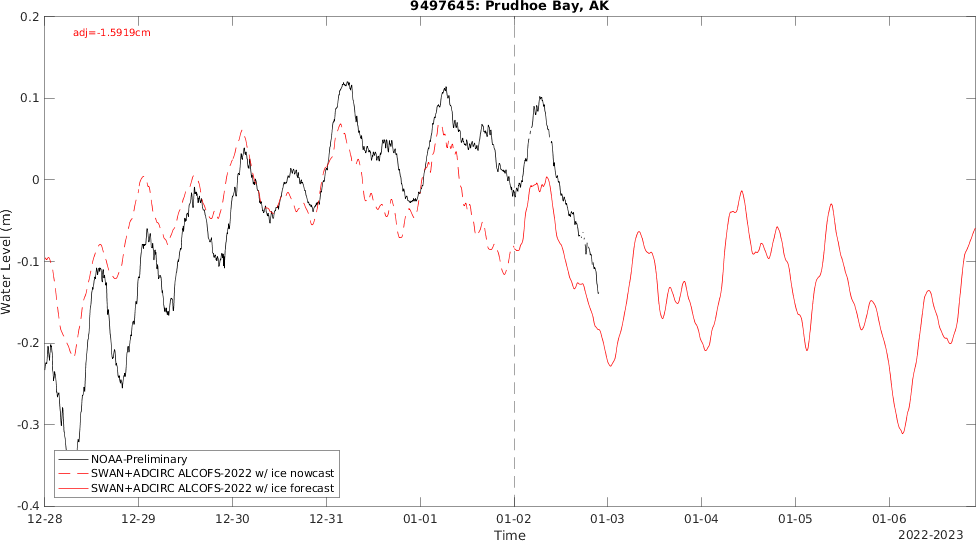 9497645: Prudhoe Bay, AK
adj=-1.5919cm
0.2
0.1
0
-0.1
-0.2
-0.3
-0.4
Water Level (m)
NOAA-Preliminary
SWAN+ADCIRC ALCOFS-2022 w/ ice nowcast
SWAN+ADCIRC ALCOFS-2022 w/ ice forecast
12-28 12-29 12-30 12-31 01-01 01-02 01-03 01-04 01-05 01-06
Time
2022-2023